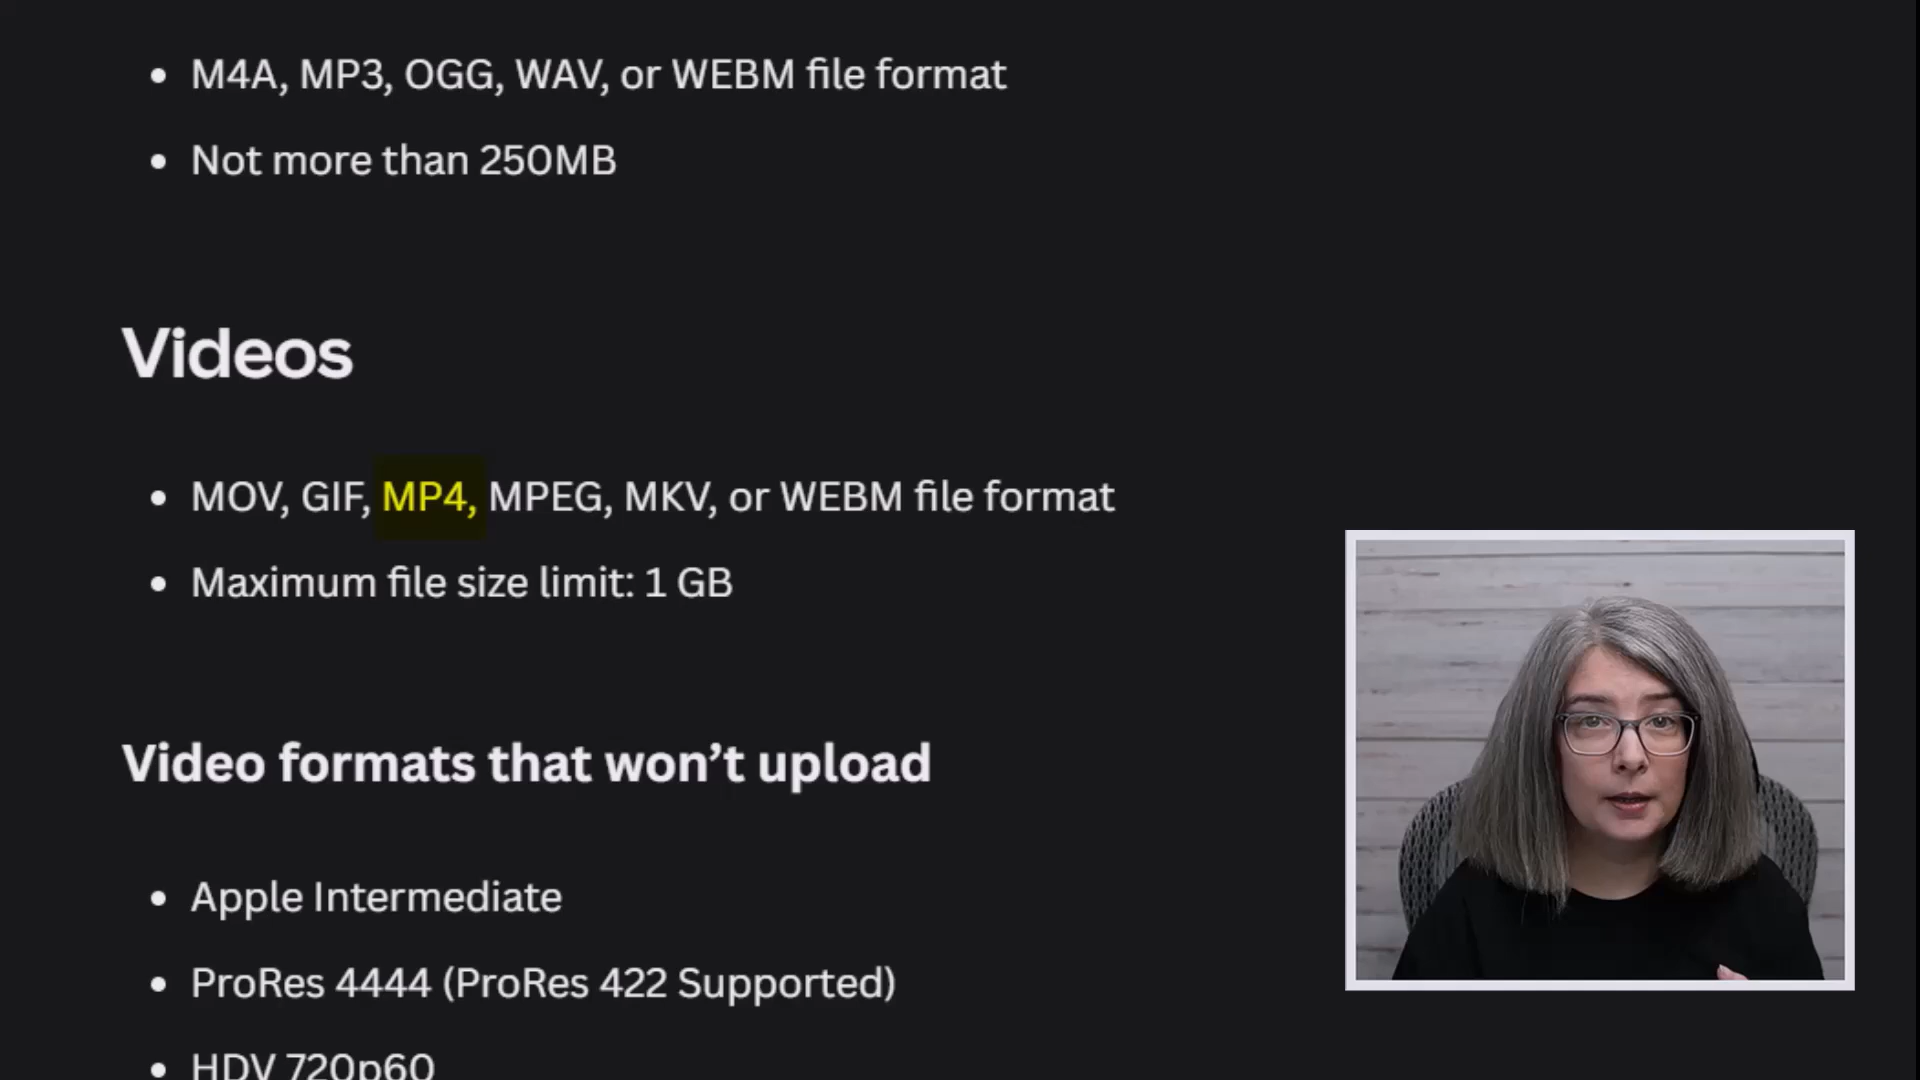 M4A, MP3, OGG, WAV, or WEBM file format
Not more than 250MB
Videos
MOV, GIF, MP4, MPEG, MKV, or WEBM file format
Maximum file size limit: 1 GB
Video formats that won’t upload
Apple Intermediate
ProRes 4444 (ProRes 422 Supported)
HDV 720p60